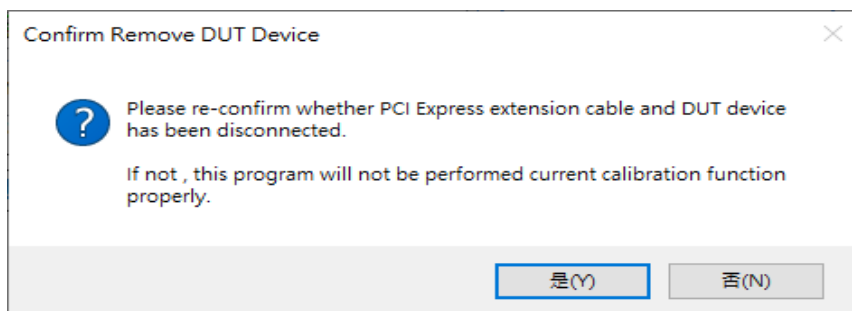 Confirm Remove DUT Device
?
Please re-confirm whether PCI Express extension cable and DUT device
has been disconnected.
If not , this program will not be performed current calibration function
properly.
是(Y)
否(N)